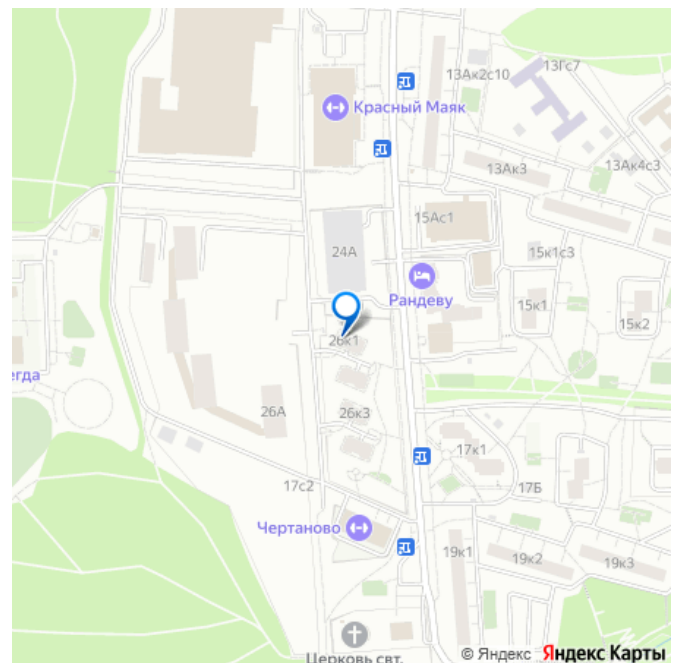 13Гс7
13Ак2с10
Красный Маяк
13Ак3
13Ак4с3
15Ас1
24А
15к1с3
Рандеву
15к1
15к2
26к1
егда
26А
26к3
17к1
17с2
17Б
Чертаново
19к1
19к2
19к3
Церковь свт.
© Яндекс Яндекс Карты